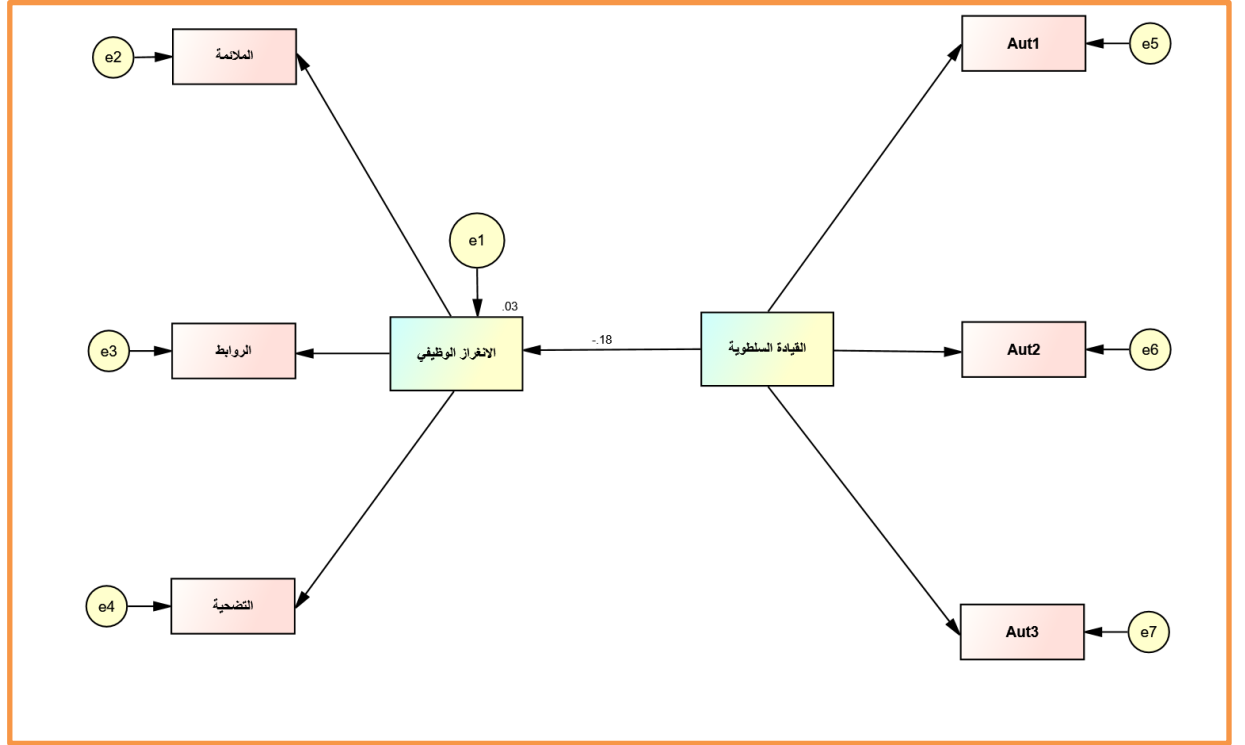 e2
الملائمة
Aut1
e5
e1
.03
-.18
e3
الروابط
الانغراز الوظيفي
القيادة السلطوية
Aut2
e6
e4
التضحية
Aut3
e7